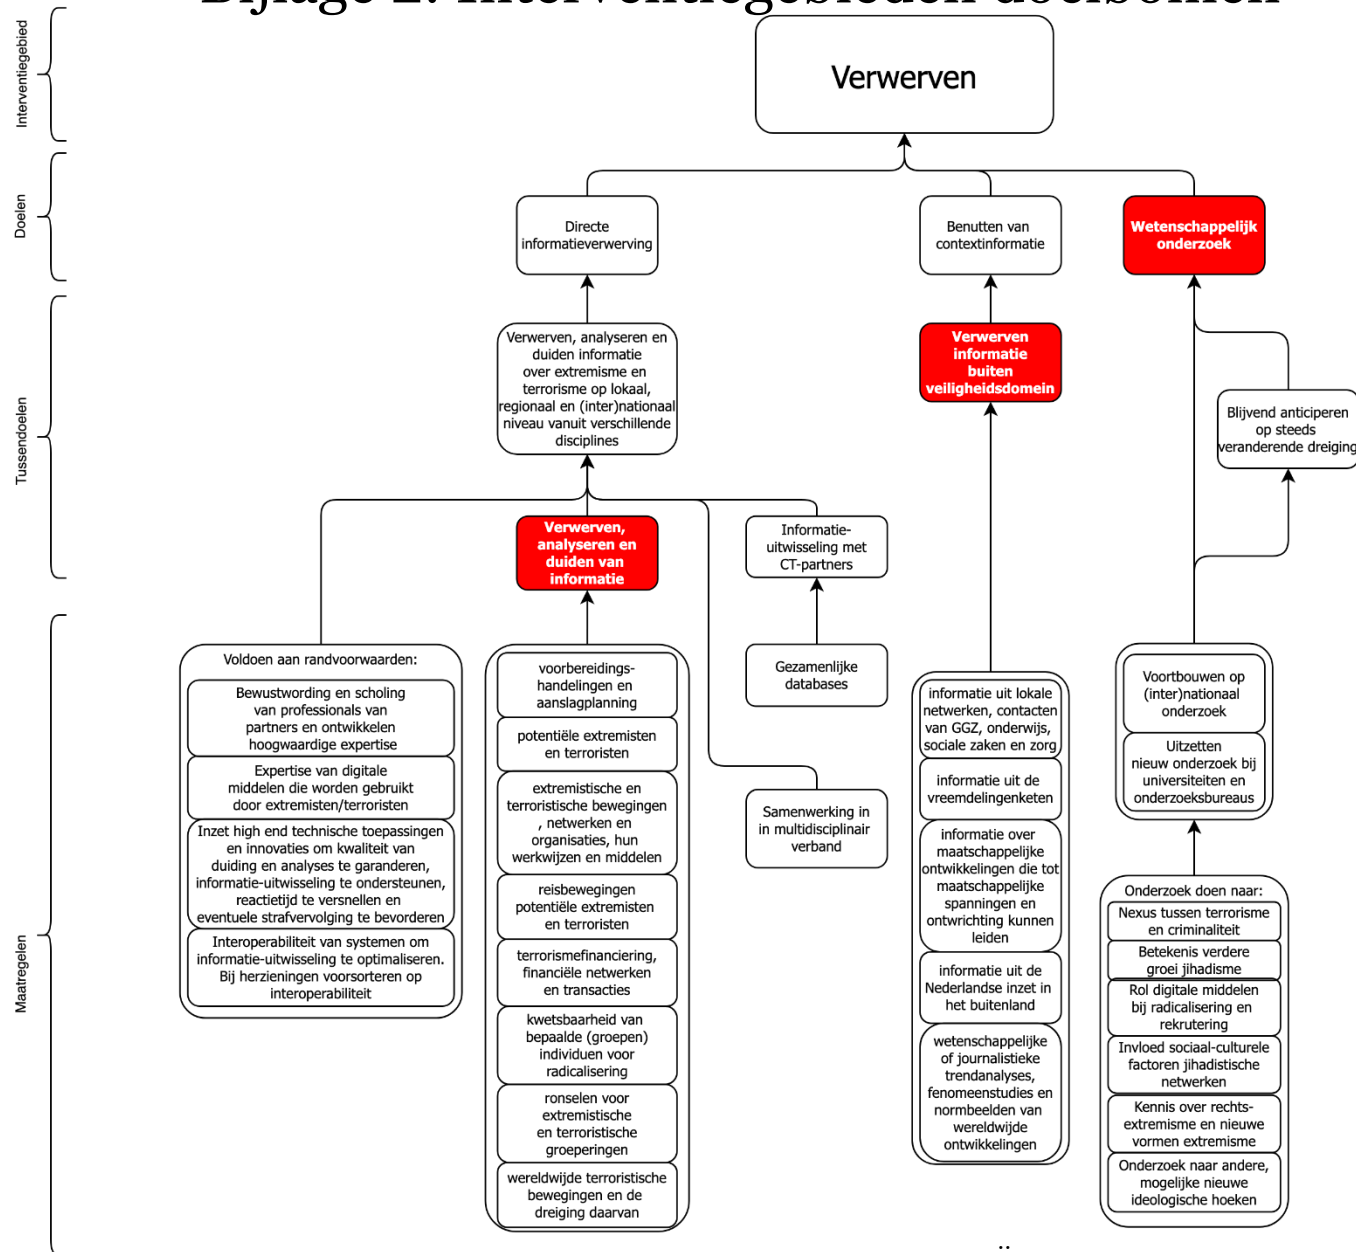 Bijlage 2: Interventiegebieden doelbomen
Interventiegebied
Verwerven
Doelen
Directe
informatieverwerving
Benutten van
contextinformatie
Wetenschappelijk
onderzoek
Tussendoelen
Verwerven, analyseren en
duiden informatie
over extremisme en
terrorisme op lokaal,
regionaal en (inter)nationaal
niveau vanuit verschillende
disciplines
Verwerven
informatie
buiten
veiligheidsdomein
Blijvend anticiperen
op steeds
veranderende dreiging
Verwerven,
analyseren en
duiden van
informatie
Informatie-
uitwisseling met
CT-partners
Maatregelen
Voldoen aan randvoorwaarden:
Bewustwording en scholing
van professionals van
partners en ontwikkelen
hoogwaardige expertise
Expertise van digitale
middelen die worden gebruikt
door extremisten/terroristen
Inzet high end technische toepassingen
en innovaties om kwaliteit van
duiding en analyses te garanderen,
informatie-uitwisseling te ondersteunen,
reactietijd te versnellen en
eventuele strafvervolging te bevorderen
Interoperabiliteit van systemen om
informatie-uitwisseling te optimaliseren.
Bij herzieningen voorsorteren op
interoperabiliteit
voorbereidings-
handelingen en
aanslagplanning
potentiële extremisten
en terroristen
extremistische en
terroristische bewegingen
, netwerken en
organisaties, hun
werkwijzen en middelen
reisbewegingen
potentiële extremisten
en terroristen
terrorismefinanciering,
financiële netwerken
en transacties
kwetsbaarheid van
bepaalde (groepen)
individuen voor
radicalisering
ronselen voor
extremistische
en terroristische
groeperingen
wereldwijde terroristische
bewegingen en de
dreiging daarvan
Gezamenlijke
databases
Samenwerking in
in multidisciplinair
verband
informatie uit lokale
netwerken, contacten
van GGZ, onderwijs,
sociale zaken en zorg
informatie uit de
vreemdelingenketen
informatie over
maatschappelijke
ontwikkelingen die tot
maatschappelijke
spanningen en
ontwrichting kunnen
leiden
informatie uit de
Nederlandse inzet in
het buitenland
wetenschappelijke
of journalistieke
trendanalyses,
fenomeenstudies en
normbeelden van
wereldwijde
ontwikkelingen
Voortbouwen op
(inter)nationaal
onderzoek
Uitzetten
nieuw onderzoek bij
universiteiten en
onderzoeksbureaus
Onderzoek doen naar:
Nexus tussen terrorisme
en criminaliteit
Betekenis verdere
groei jihadisme
Rol digitale middelen
bij radicalisering en
rekrutering
Invloed sociaal-culturele
factoren jihadistische
netwerken
Kennis over rechts-
extremisme en nieuwe
vormen extremisme
Onderzoek naar andere,
mogelijke nieuwe
ideologische hoeken